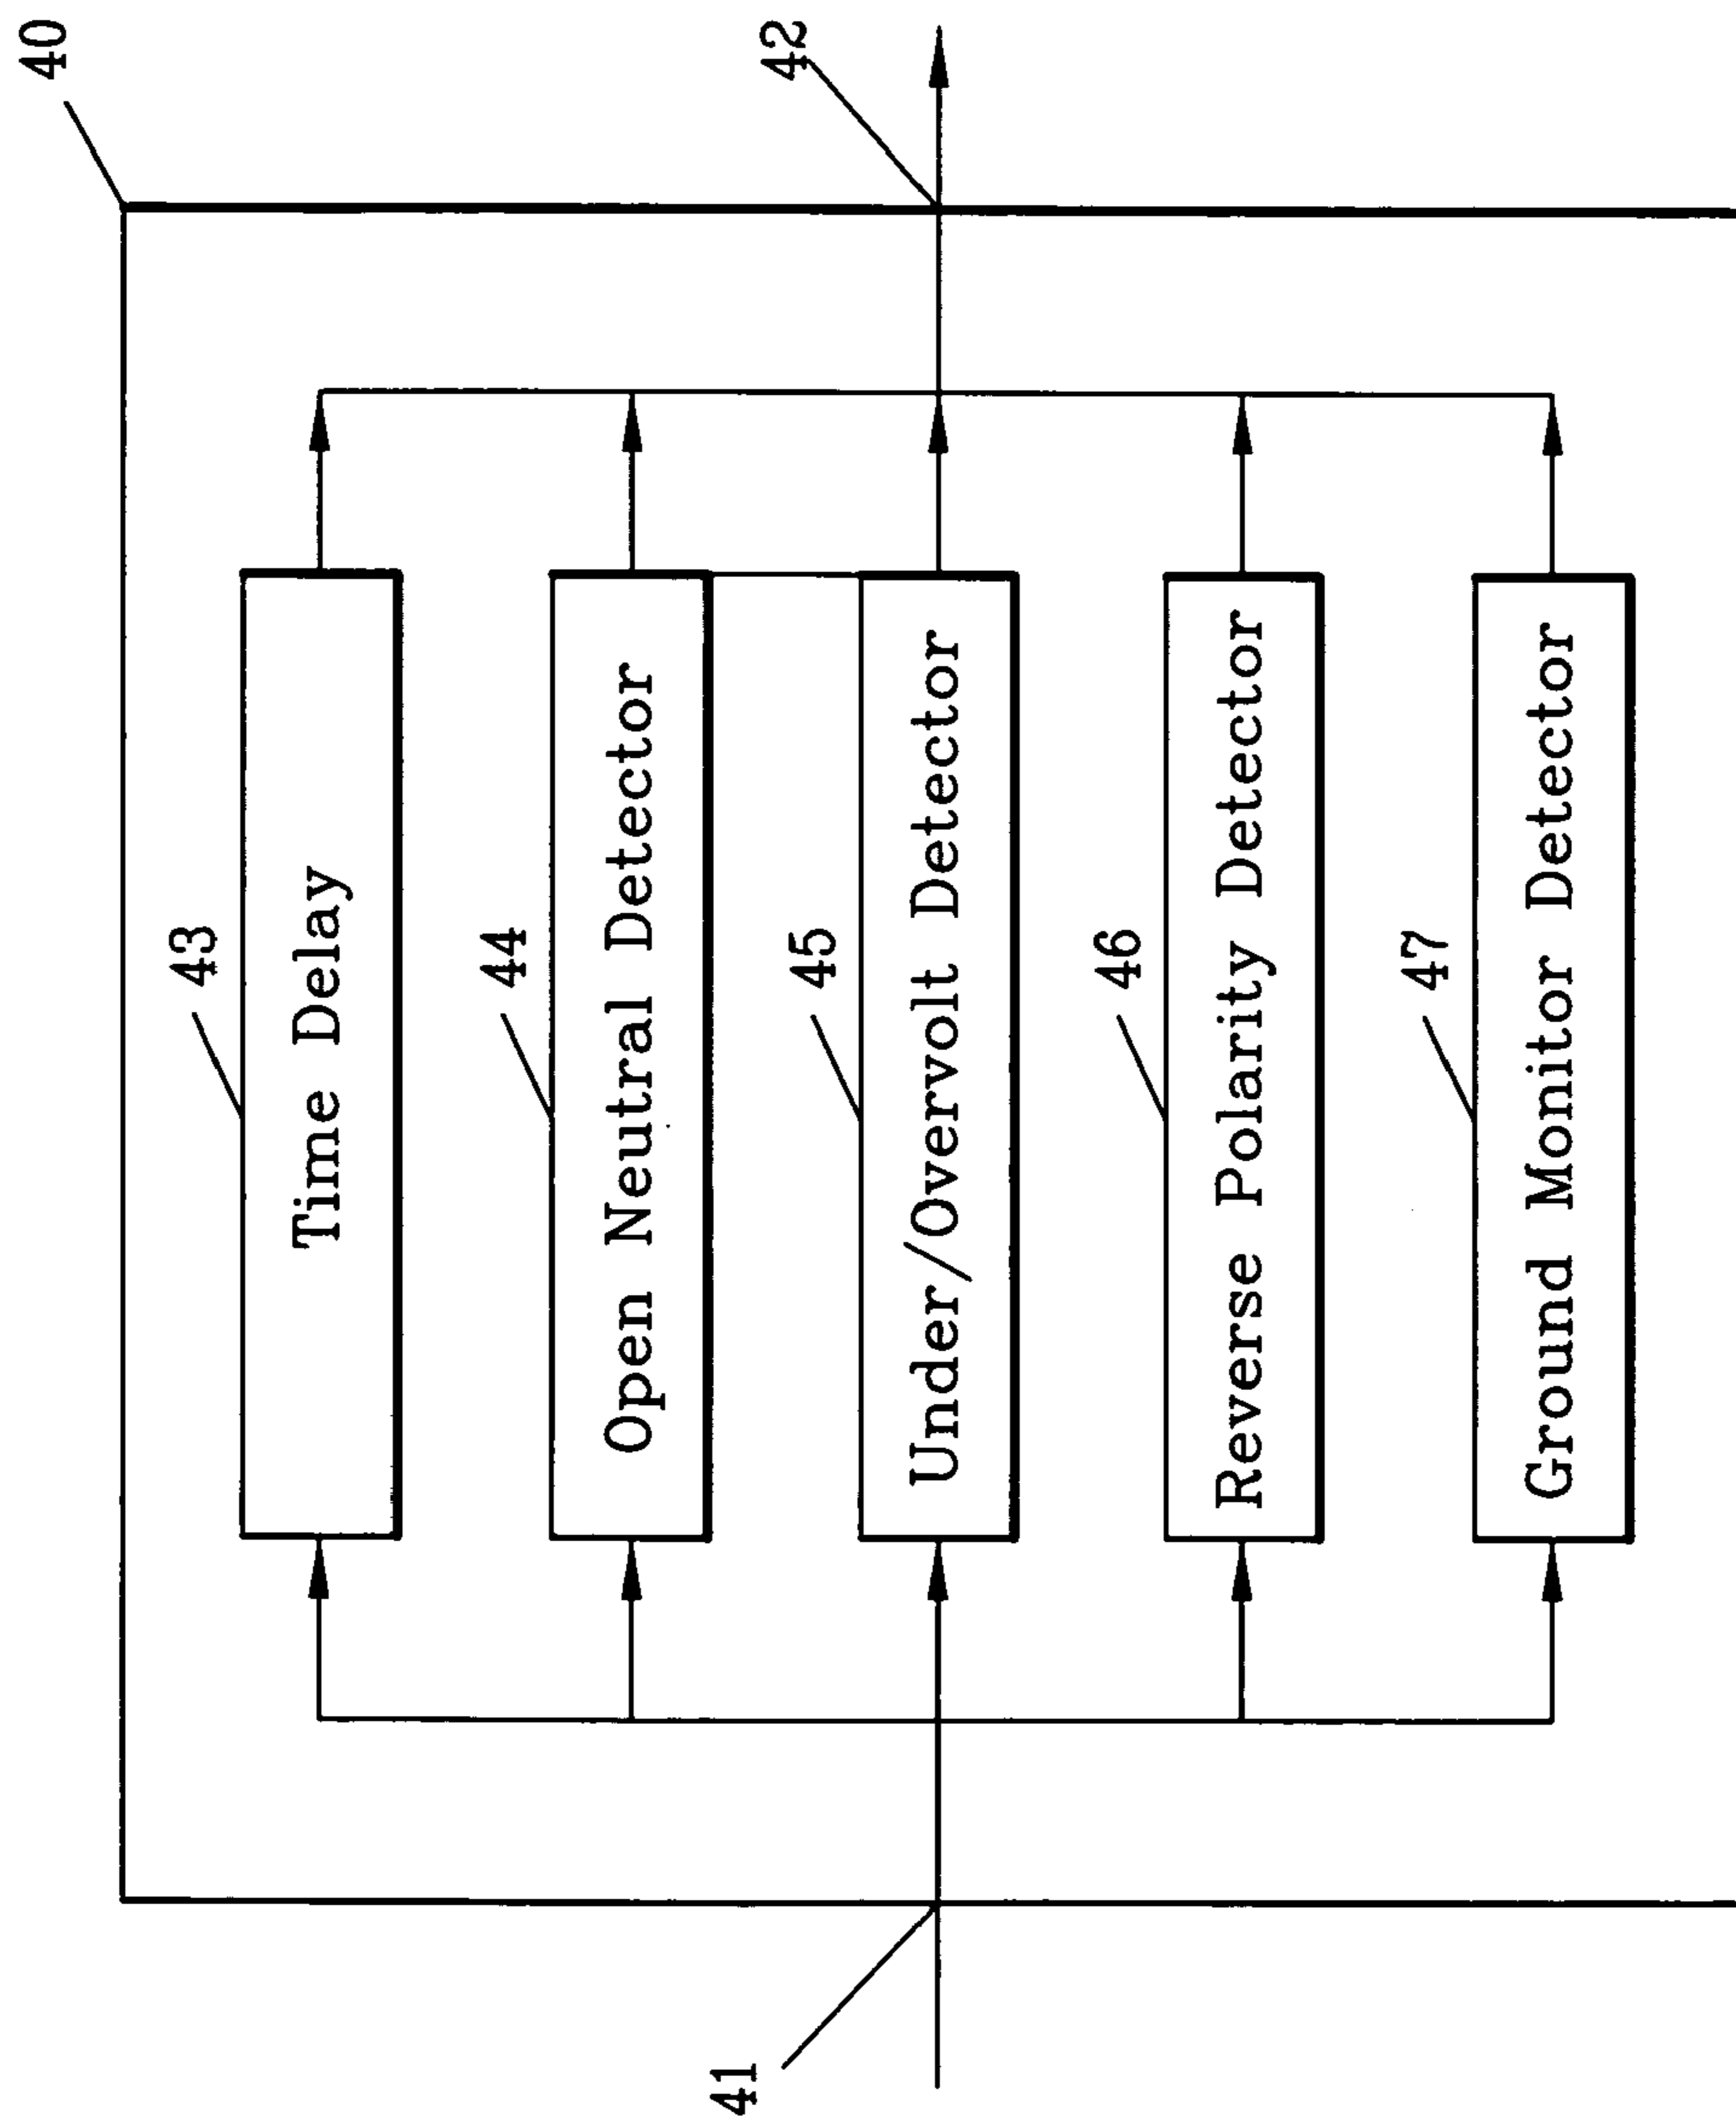 40
42
43
Time Delay
44
Open Neutral Detector
45
Under/Overvolt Detector
46
Reverse Polarity Detector
47
Ground Monitor Detector
41